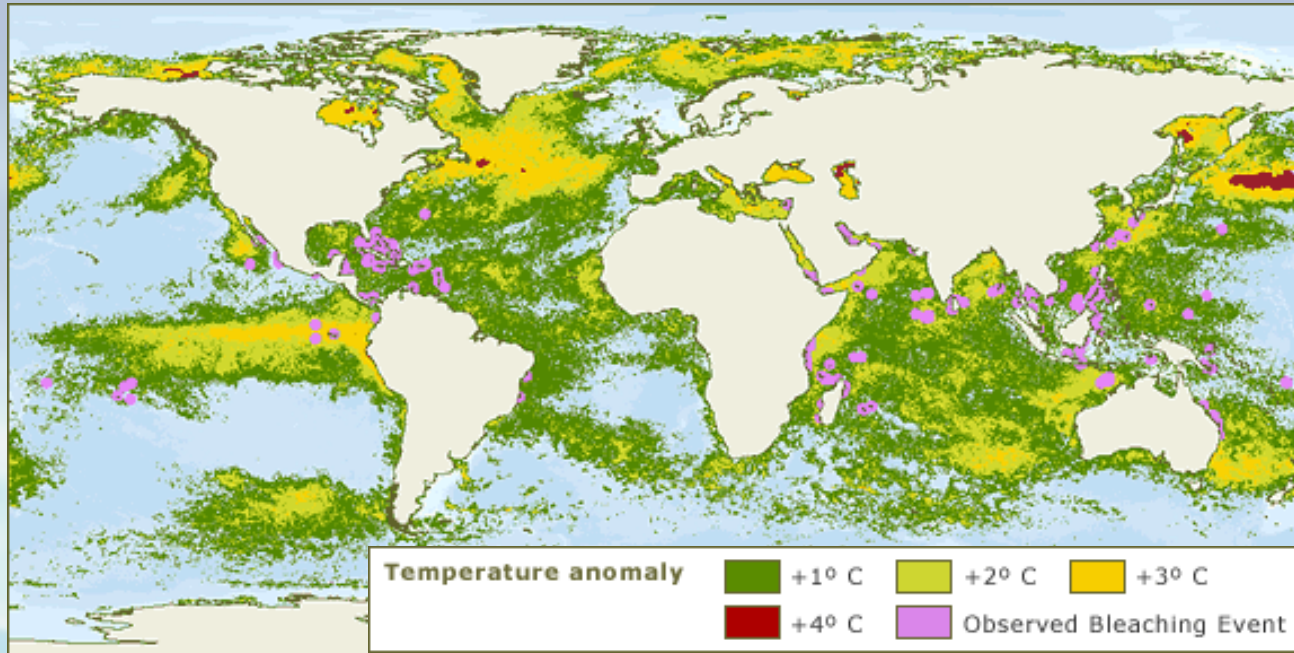 Temperature anomaly +1º C +2º C +3º C
+4º C Observed Bleaching Event